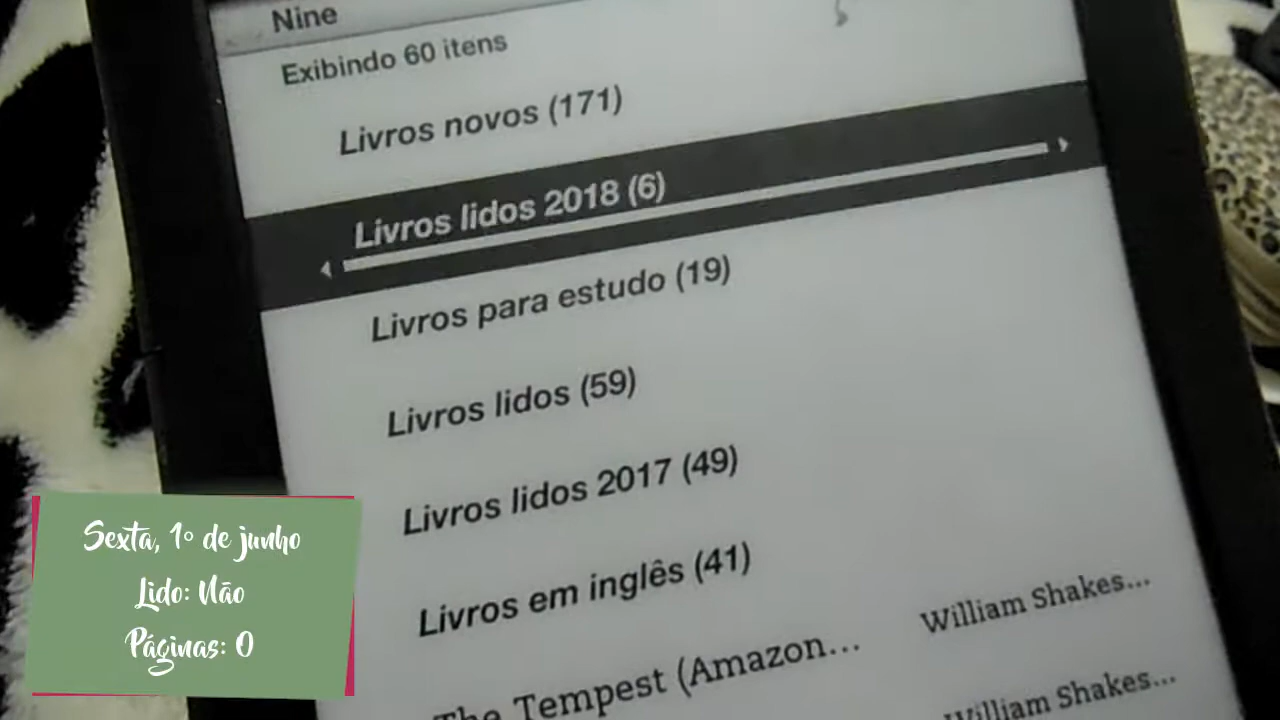 Nine
Exibindo 60 itens
Livros novos (171)
Livros lidos 2018 (6)
Livros para estudo (19)
Livros lidos (59)
Livros lidos 2017 (49)
Livros em inglês (41)
The Tempest (Amazon... William Shakes...
William Shakes...
Sexta, 1º de junho
Lido: Não
Páginas: 0